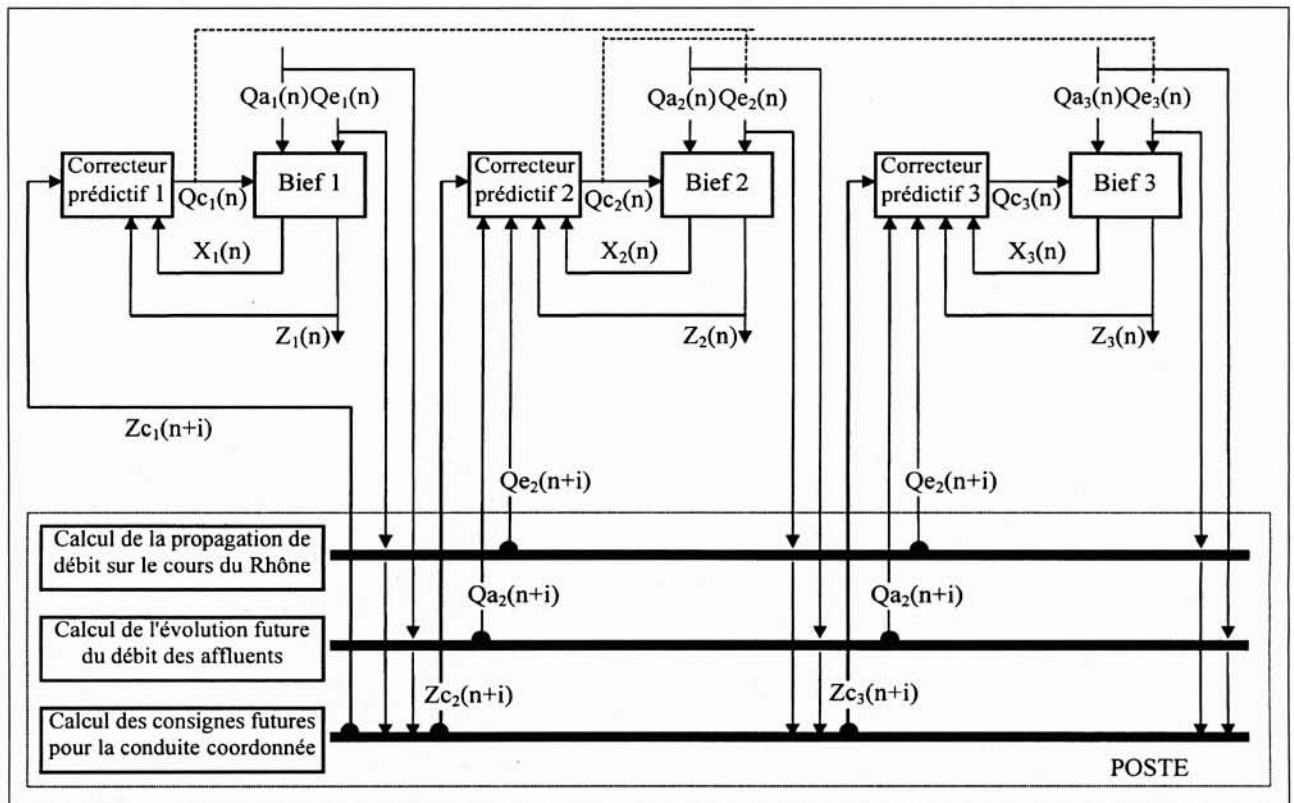 Qa₁(n) Qe₁(n)
Qa₂(n) Qe₂(n)
Qa₃(n) Qe₃(n)
Correcteur
prédictif 1
Qc₁(n)
Bief 1
Correcteur
prédictif 2
Qc₂(n)
Bief 2
Correcteur
prédictif 3
Qc₃(n)
Bief 3
X₁(n)
X₂(n)
X₃(n)
Z₁(n)
Z₂(n)
Z₃(n)
Zc₁(n+i)
Qe₂(n+i)
Qe₂(n+i)
Calcul de la propagation de
débit sur le cours du Rhône
Qa₂(n+i)
Qa₂(n+i)
Calcul de l'évolution future
du débit des affluents
Zc₂(n+i)
Zc₃(n+i)
Calcul des consignes futures
pour la conduite coordonnée
POSTE